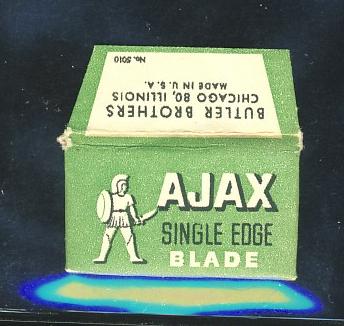 No. 5010
BUTLER BROTHERS
CHICAGO 80, ILLINOIS
MADE IN U.S.A.
AJAX
SINGLE EDGE
BLADE